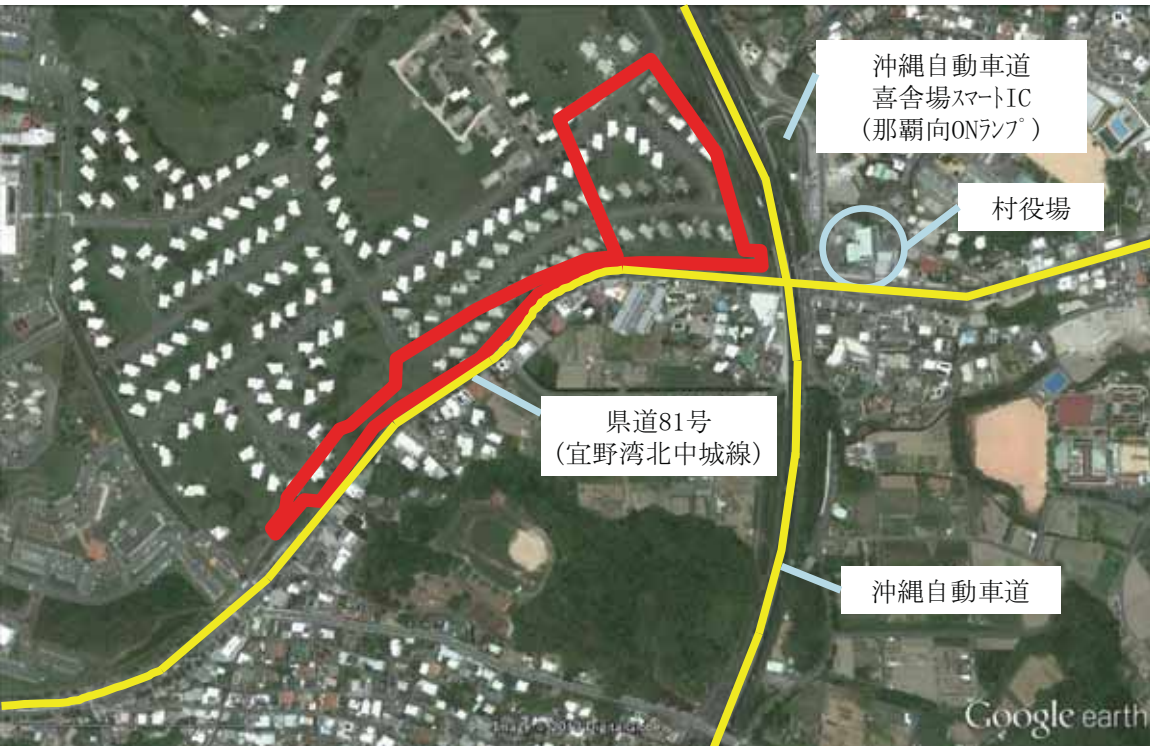 沖縄自動車道
喜舎場スマートIC
(那覇向ONランプ)
村役場
県道81号
(宜野湾北中城線)
沖縄自動車道
Google earth